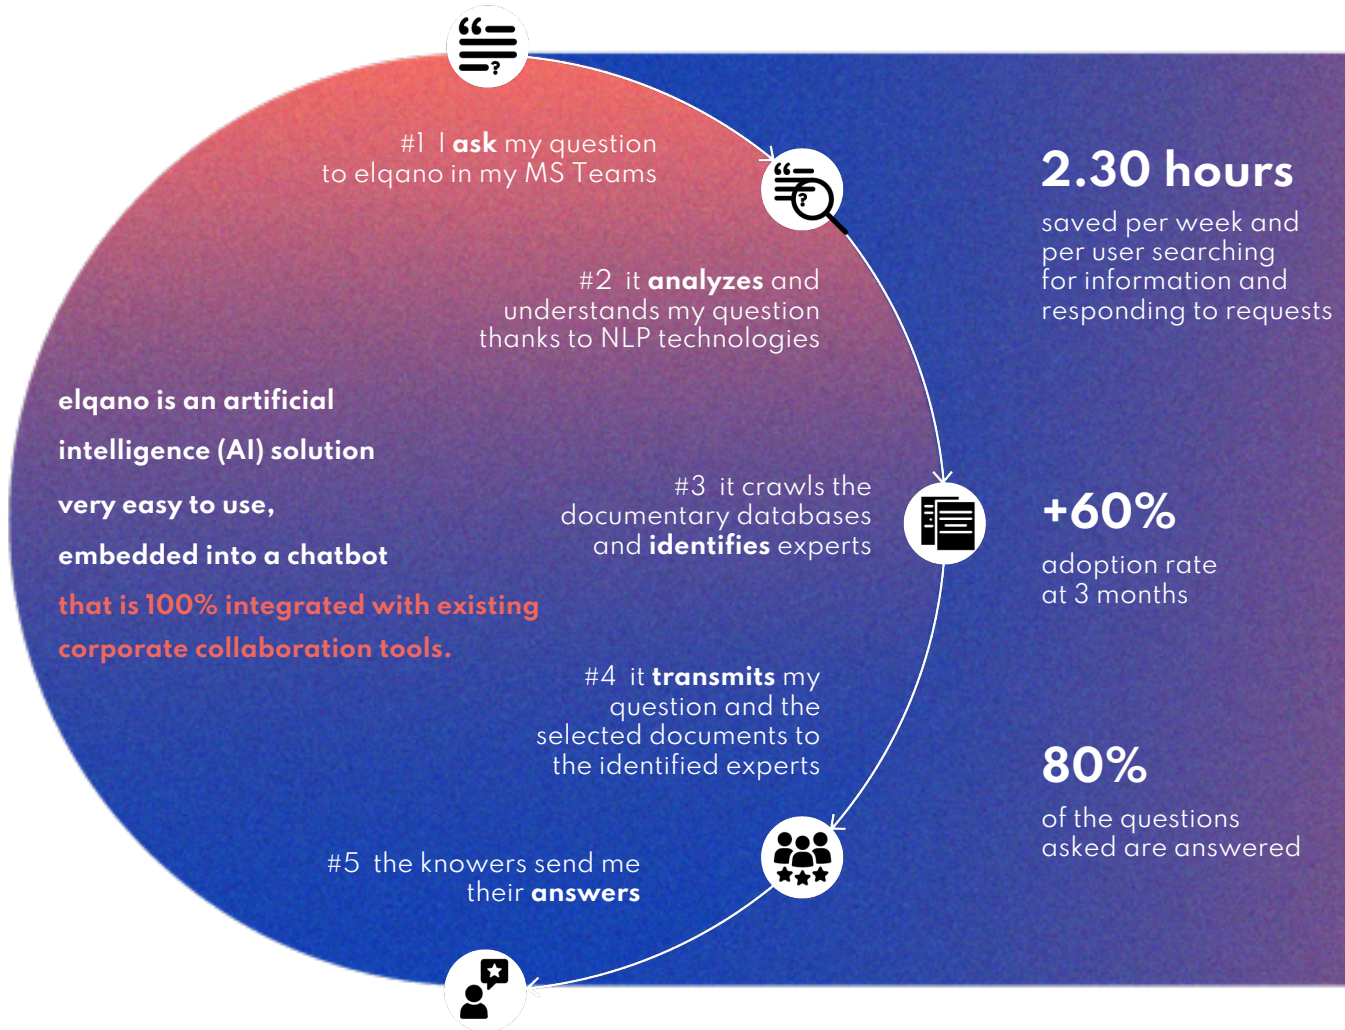 #1 I ask my question
to elqano in my MS Teams
#2 it analyzes and
understands my question
thanks to NLP technologies
elqano is an artificial
intelligence (AI) solution
very easy to use,
embedded into a chatbot
that is 100% integrated with existing
corporate collaboration tools.
#3 it crawls the
documentary databases
and identifies experts
#4 it transmits my
question and the
selected documents to
the identified experts
#5 the knowers send me
their answers
2.30 hours
saved per week and
per user searching
for information and
responding to requests
+60%
adoption rate
at 3 months
80%
of the questions
asked are answered